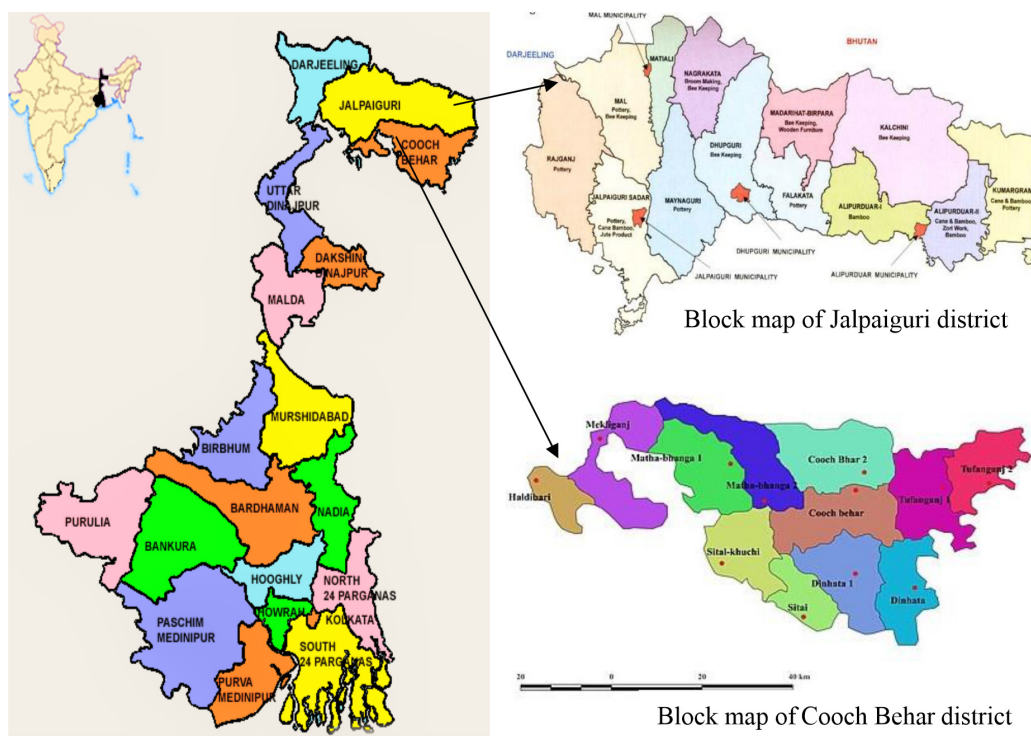 DARJEELING
JALPAIGURI
COOCH
BEHAR
UTTAR
DINAJPUR
DAKSHIN
DINAJPUR
MALDA
MURSHIDABAD
BIRBHUM
BARDHAMAN
NADIA
PURULIA
BANKURA
HOOGHLY
NORTH
24 PARGANAS
HOWRAH
KOLKATA
PASCHIM
MEDINIPUR
SOUTH
24 PARGANAS
PURVA
MEDINIPUR
MAL MUNICIPALITY
DARJEELING
BHUTAN
MATIALI
NAGRAKATA
Broom Making,
Bee Keeping
MAL
Pottery,
Bee Keeping
MADARIHAT-BIRPARA
Bee Keeping,
Wooden Furniture
KALCHINI
Bee Keeping
DHUPGURI
Bee Keeping
RAJGANJ
Pottery
JALPAIGURI SADAR
Pottery,
Cane Bamboo,
Jute Product
MAYNAGURI
Pottery
FALAKATA
Pottery
ALIPURDUAR-I
Bamboo
ALIPURDUAR-II
Cane & Bamboo,
Zori Work,
Bamboo
KUMARGRAM
Cane & Bamboo
Pottery
DHUPGURI MUNICIPALITY
JALPAIGURI MUNICIPALITY
ALIPURDUAR MUNICIPALITY
Block map of Jalpaiguri district
Mekliganj
Haldibari
Matha-bhanga 1
Matha-bhanga 2
Cooch Bhar 2
Cooch behar
Tufanganj 1
Tufanganj 2
Sital-khuchi
Sitai
Dinhata 1
Dinhata
20
0
20
40 km
Block map of Cooch Behar district